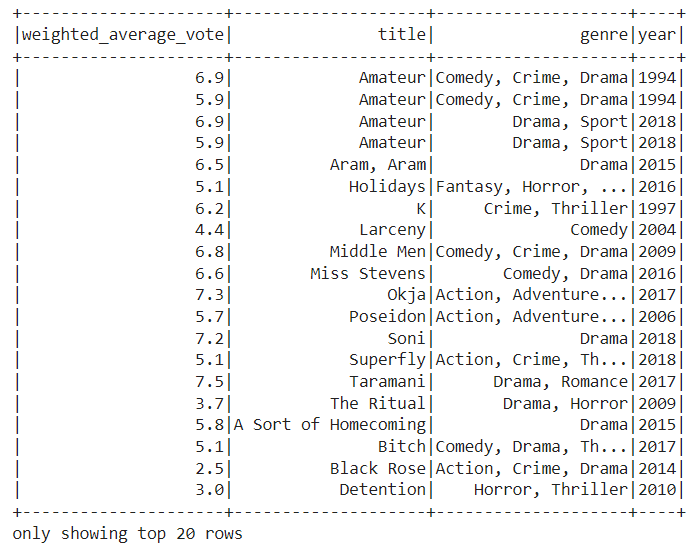 +---------------------+-------------------+--------------------+----+
|weighted_average_vote|              title|               genre|year|
+---------------------+-------------------+--------------------+----+
|                  6.9|            Amateur|Comedy, Crime, Drama|1994|
|                  5.9|            Amateur|Comedy, Crime, Drama|1994|
|                  6.9|            Amateur|        Drama, Sport|2018|
|                  5.9|            Amateur|        Drama, Sport|2018|
|                  6.5|         Aram, Aram|               Drama|2015|
|                  5.1|           Holidays|Fantasy, Horror, ...|2016|
|                  6.2|                  K|     Crime, Thriller|1997|
|                  4.4|            Larceny|              Comedy|2004|
|                  6.8|         Middle Men|Comedy, Crime, Drama|2009|
|                  6.6|       Miss Stevens|       Comedy, Drama|2016|
|                  7.3|               Okja|Action, Adventure...|2017|
|                  5.7|           Poseidon|Action, Adventure...|2006|
|                  7.2|               Soni|               Drama|2018|
|                  5.1|           Superfly|Action, Crime, Th...|2018|
|                  7.5|           Taramani|      Drama, Romance|2017|
|                  3.7|         The Ritual|       Drama, Horror|2009|
|                  5.8|A Sort of Homecoming|               Drama|2015|
|                  5.1|              Bitch|Comedy, Drama, Th...|2017|
|                  2.5|         Black Rose|Action, Crime, Drama|2014|
|                  3.0|          Detention|    Horror, Thriller|2010|
+---------------------+-------------------+--------------------+----+
only showing top 20 rows